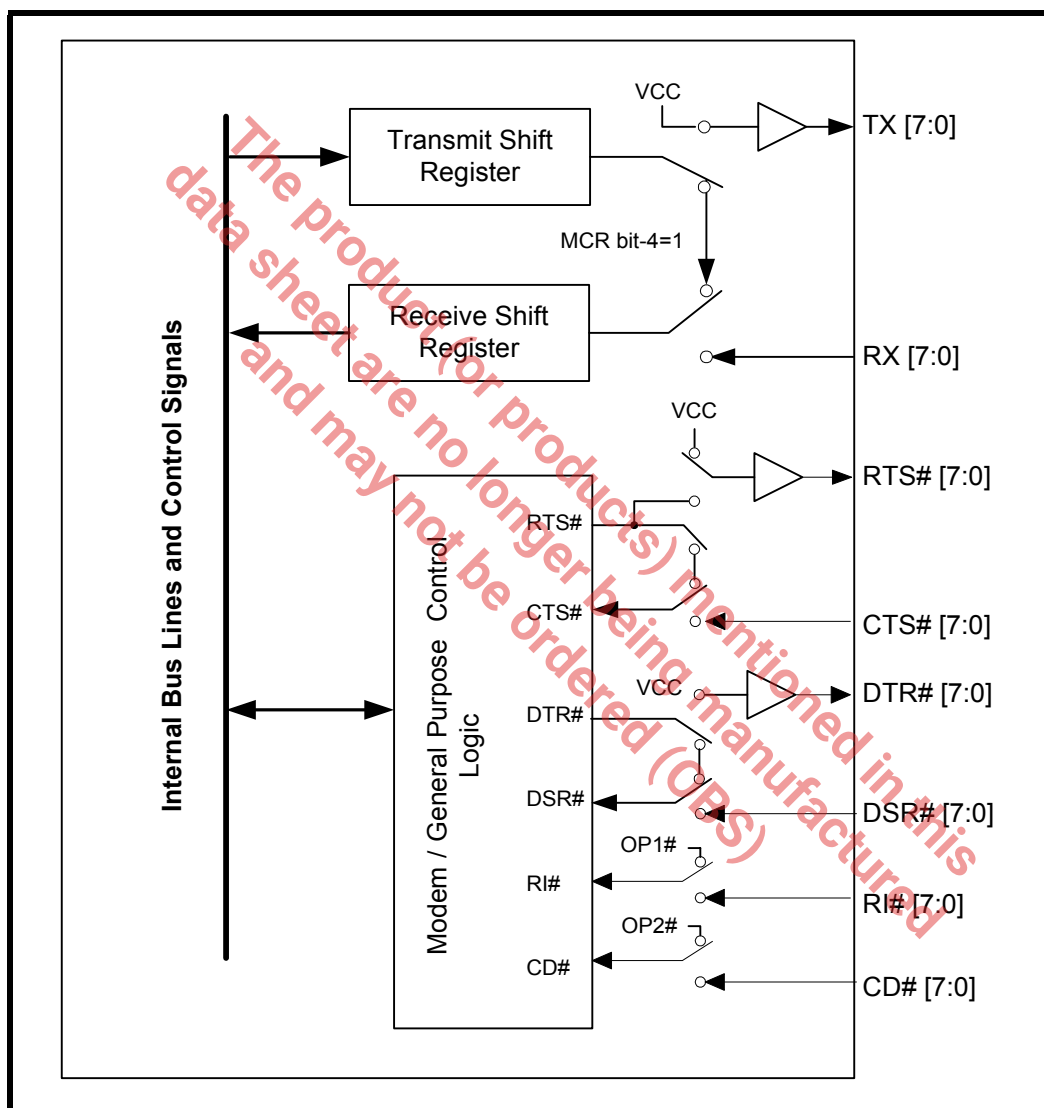 VCC
TX [7:0]
Transmit Shift
Register
MCR bit-4=1
Receive Shift
Register
RX [7:0]
Internal Bus Lines and Control Signals
VCC
RTS# [7:0]
Modem / General Purpose Control
Logic
RTS#
CTS#
CTS# [7:0]
VCC
DTR# [7:0]
DTR#
DSR#
DSR# [7:0]
OP1#
RI#
RI# [7:0]
OP2#
CD#
CD# [7:0]
The product (or products) mentioned in this
data sheet are no longer being manufactured
and may not be ordered (OBS)